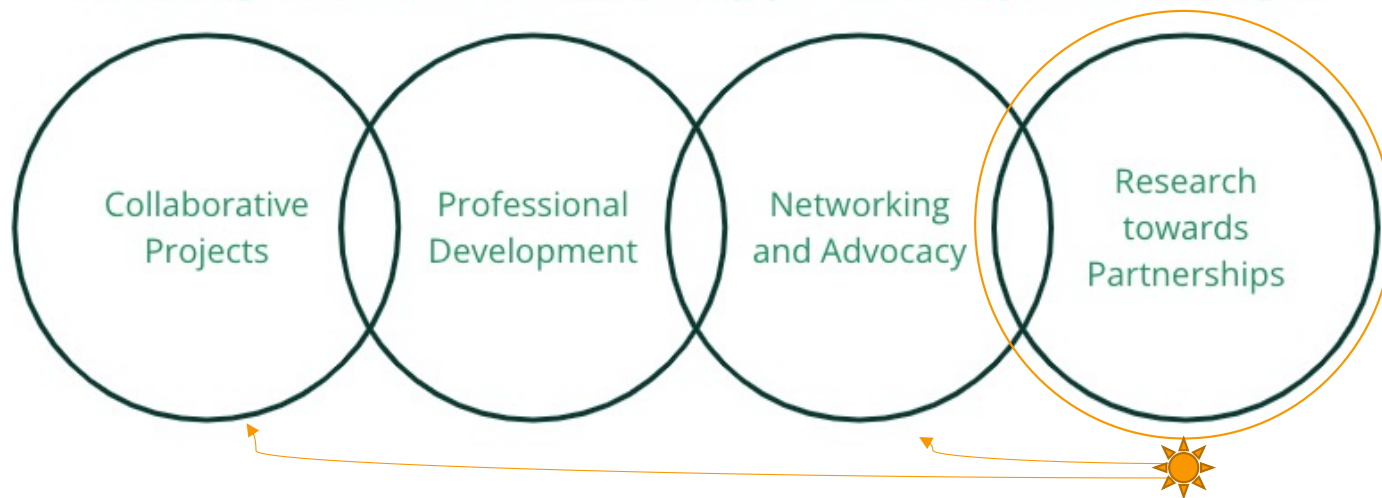 Collaborative
Projects
Professional
Development
Networking
and Advocacy
Research
towards
Partnerships